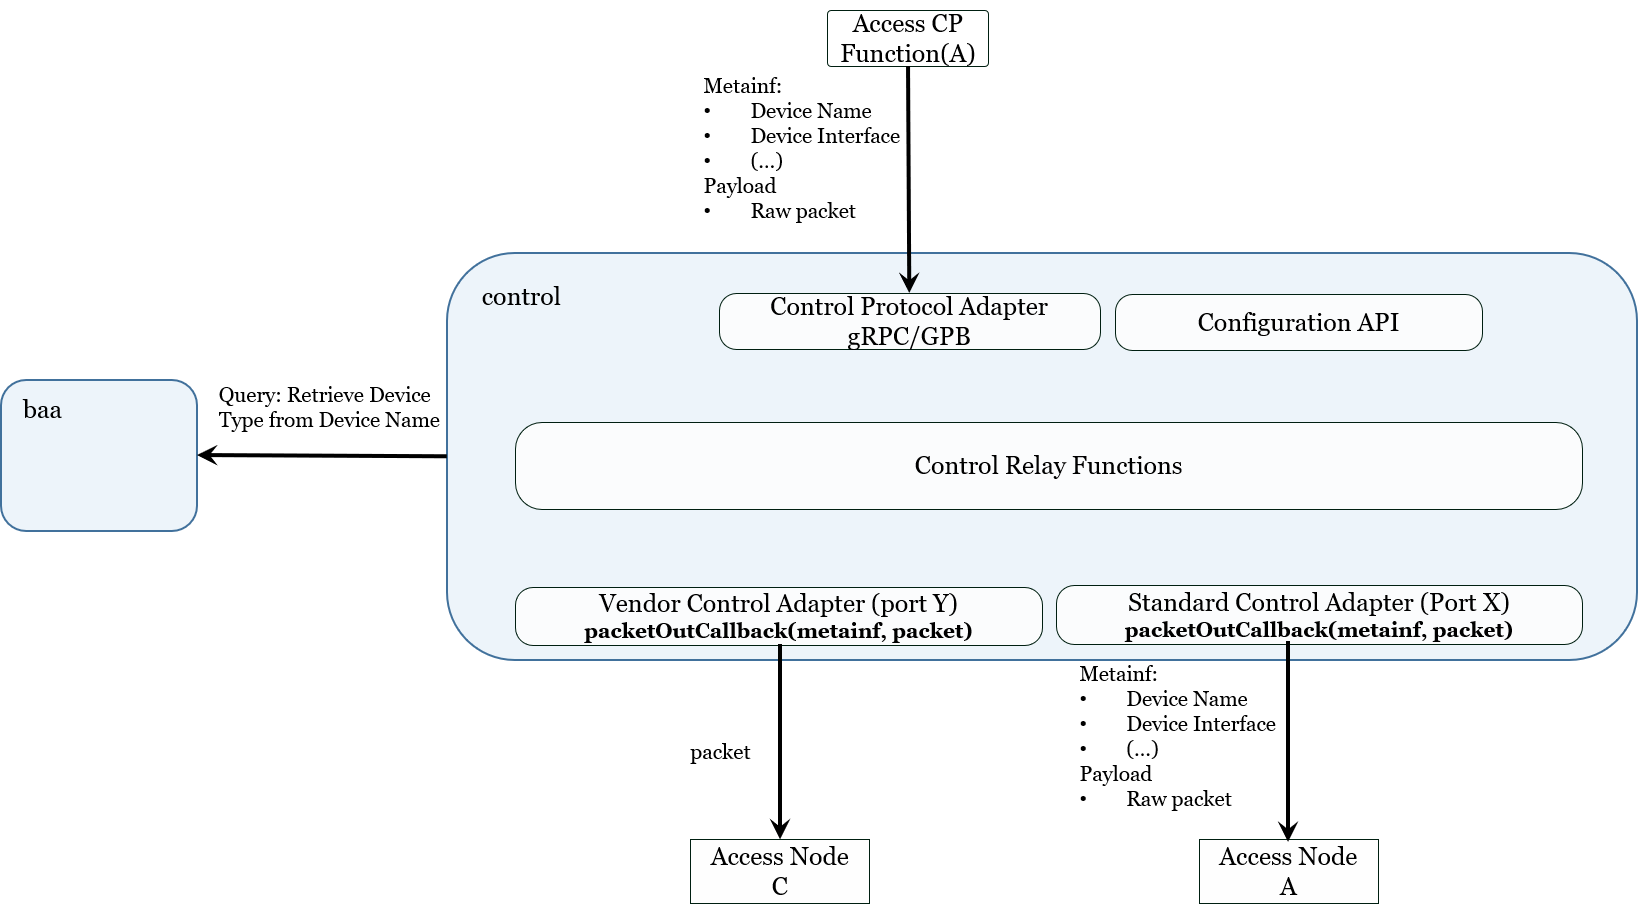 Access CP
Function(A)
Metainf:
• Device Name
• Device Interface
• (...)
Payload
• Raw packet
control
Control Protocol Adapter
gRPC/GPB
Configuration API
baa
Query: Retrieve Device
Type from Device Name
Control Relay Functions
Vendor Control Adapter (port Y)
packetOutCallback(metainf, packet)
Standard Control Adapter (Port X)
packetOutCallback(metainf, packet)
packet
Metainf:
• Device Name
• Device Interface
• (...)
Payload
• Raw packet
Access Node
C
Access Node
A